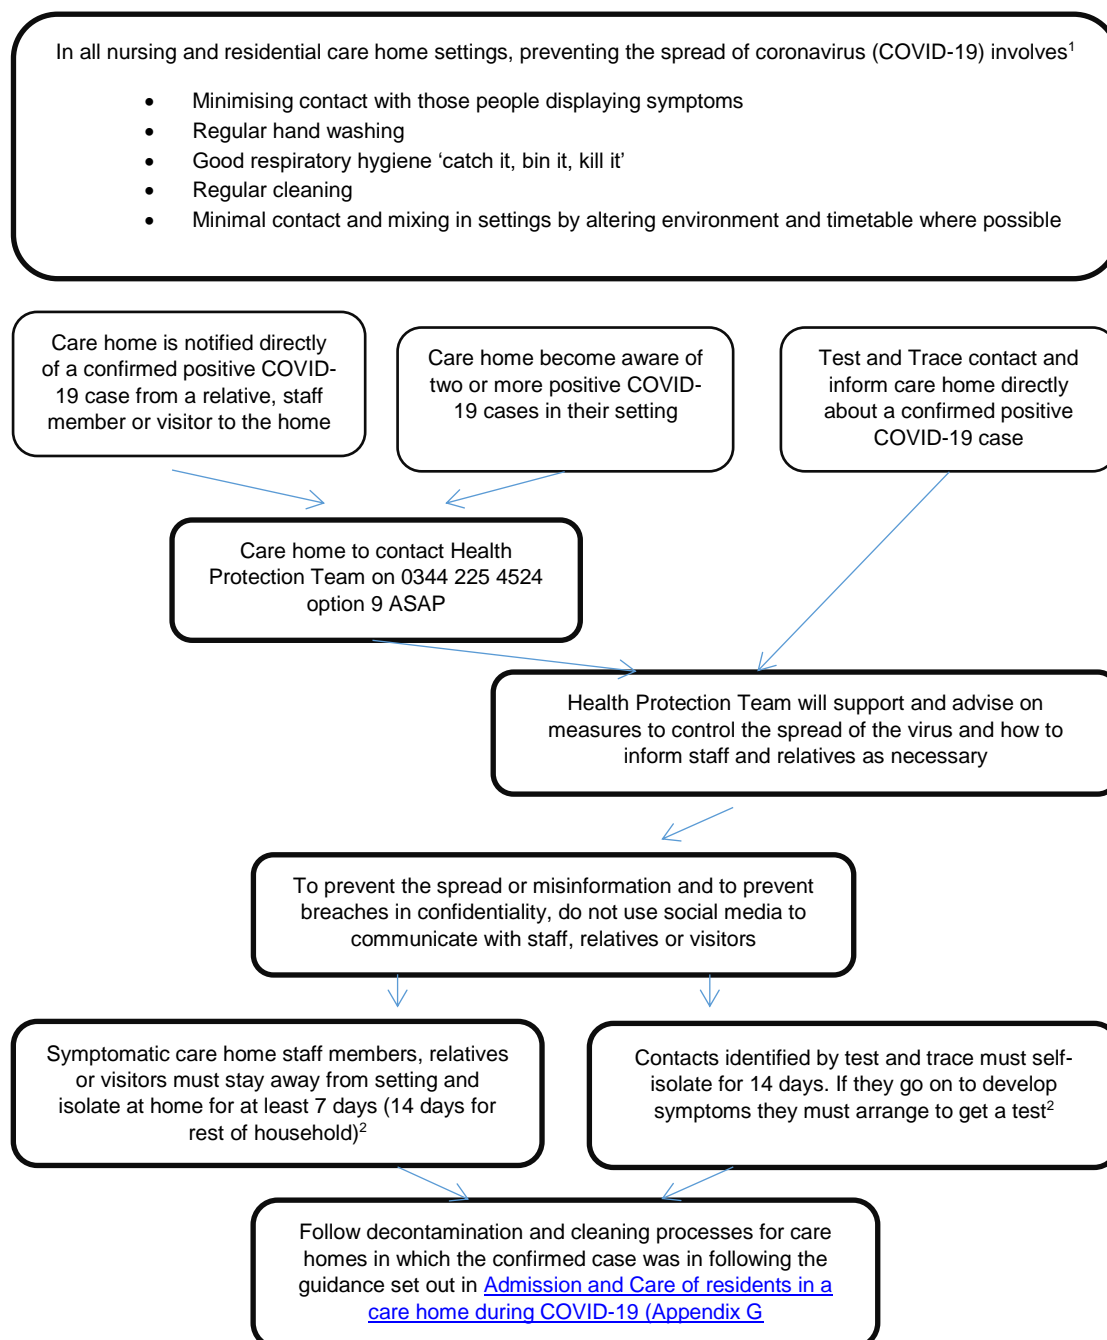 In all nursing and residential care home settings, preventing the spread of coronavirus (COVID-19) involves¹
• Minimising contact with those people displaying symptoms
• Regular hand washing
• Good respiratory hygiene ‘catch it, bin it, kill it’
• Regular cleaning
• Minimal contact and mixing in settings by altering environment and timetable where possible
Care home is notified directly
of a confirmed positive COVID-
19 case from a relative, staff
member or visitor to the home
Care home become aware of
two or more positive COVID-
19 cases in their setting
Test and Trace contact and
inform care home directly
about a confirmed positive
COVID-19 case
Care home to contact Health
Protection Team on 0344 225 4524
option 9 ASAP
Health Protection Team will support and advise on
measures to control the spread of the virus and how to
inform staff and relatives as necessary
To prevent the spread or misinformation and to prevent
breaches in confidentiality, do not use social media to
communicate with staff, relatives or visitors
Symptomatic care home staff members, relatives
or visitors must stay away from setting and
isolate at home for at least 7 days (14 days for
rest of household)²
Contacts identified by test and trace must self-
isolate for 14 days. If they go on to develop
symptoms they must arrange to get a test²
Follow decontamination and cleaning processes for care
homes in which the confirmed case was in following the
guidance set out in Admission and Care of residents in a
care home during COVID-19 (Appendix G